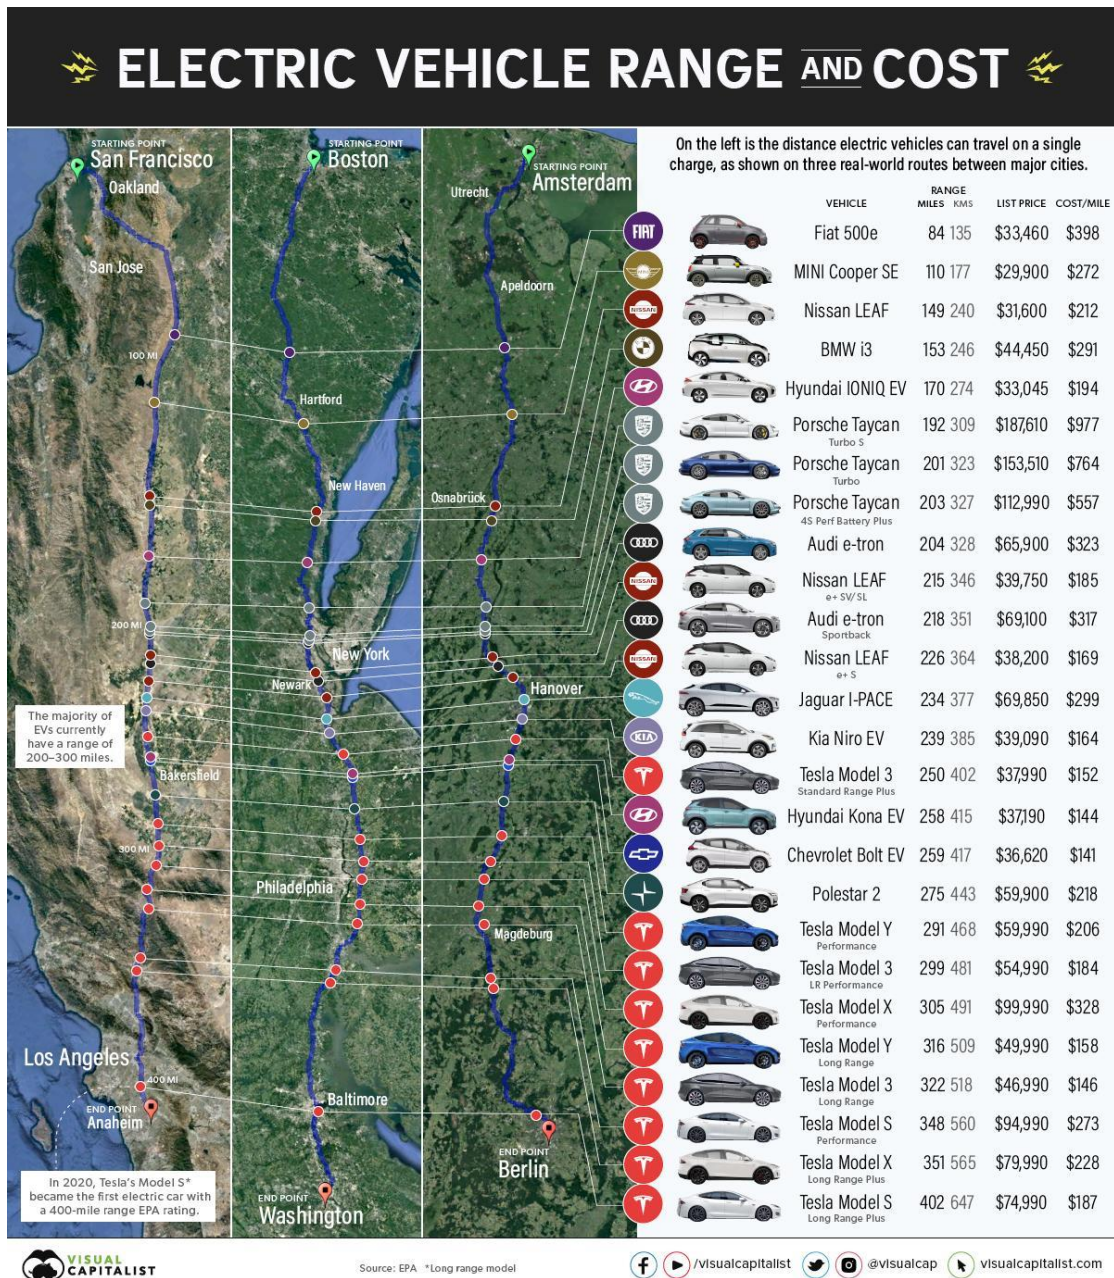 ELECTRIC VEHICLE RANGE AND COST
STARTING POINT
San Francisco
Oakland
San Jose
100 MI
200 MI
The majority of
EVs currently
have a range of
200–300 miles.
Bakersfield
300 MI
Los Angeles
400 MI
END POINT
Anaheim
In 2020, Tesla's Model S*
became the first electric car with
a 400-mile range EPA rating.
STARTING POINT
Boston
Hartford
New Haven
New York
Newark
Philadelphia
Baltimore
END POINT
Washington
STARTING POINT
Amsterdam
Utrecht
Apeldoorn
Osnabrück
Hanover
Magdeburg
END POINT
Berlin
On the left is the distance electric vehicles can travel on a single
charge, as shown on three real-world routes between major cities.
RANGE
VEHICLE MILES KMS LIST PRICE COST/MILE
FIAT Fiat 500e 84 135 $33,460 $398
MINI Cooper SE 110 177 $29,900 $272
NISSAN Nissan LEAF 149 240 $31,600 $212
BMW i3 153 246 $44,450 $291
Hyundai IONIQ EV 170 274 $33,045 $194
Porsche Taycan 192 309 $187,610 $977
Turbo S
Porsche Taycan 201 323 $153,510 $764
Turbo
Porsche Taycan 203 327 $112,990 $557
4S Perf Battery Plus
Audi e-tron 204 328 $65,900 $323
NISSAN Nissan LEAF 215 346 $39,750 $185
e+ SV/SL
Audi e-tron 218 351 $69,100 $317
Sportback
NISSAN Nissan LEAF 226 364 $38,200 $169
e+ S
Jaguar I-PACE 234 377 $69,850 $299
KIA Kia Niro EV 239 385 $39,090 $164
Tesla Model 3 250 402 $37,990 $152
Standard Range Plus
Hyundai Kona EV 258 415 $37,190 $144
Chevrolet Bolt EV 259 417 $36,620 $141
Polestar 2 275 443 $59,900 $218
Tesla Model Y 291 468 $59,990 $206
Performance
Tesla Model 3 299 481 $54,990 $184
LR Performance
Tesla Model X 305 491 $99,990 $328
Performance
Tesla Model Y 316 509 $49,990 $158
Long Range
Tesla Model 3 322 518 $46,990 $146
Long Range
Tesla Model S 348 560 $94,990 $273
Performance
Tesla Model X 351 565 $79,990 $228
Long Range Plus
Tesla Model S 402 647 $74,990 $187
Long Range Plus
VISUAL
CAPITALIST
Source: EPA *Long range model
/visualcapitalist @visualcap visualcapitalist.com